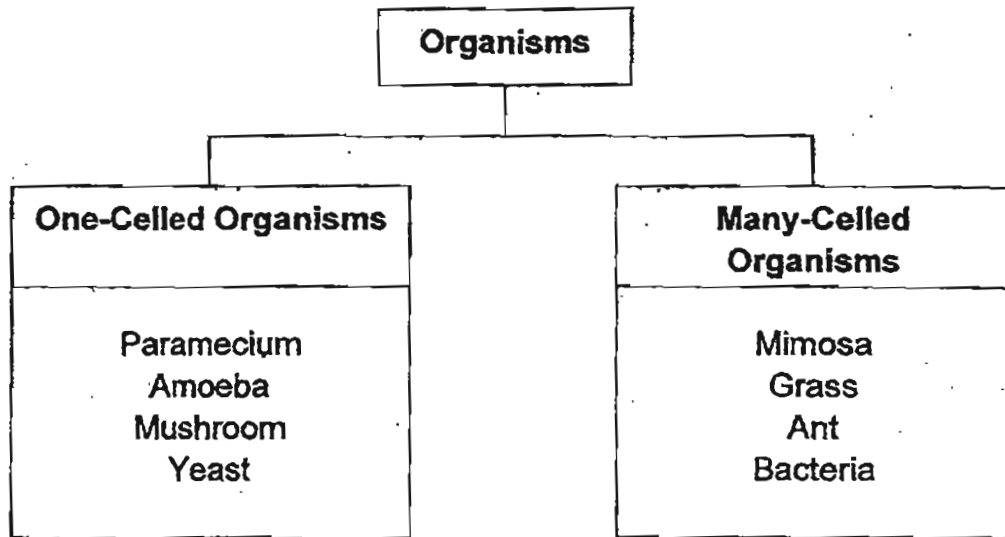 Organisms
One-Celled Organisms
Paramecium
Amoeba
Mushroom
Yeast
Many-Celled
Organisms
Mimosa
Grass
Ant
Bacteria